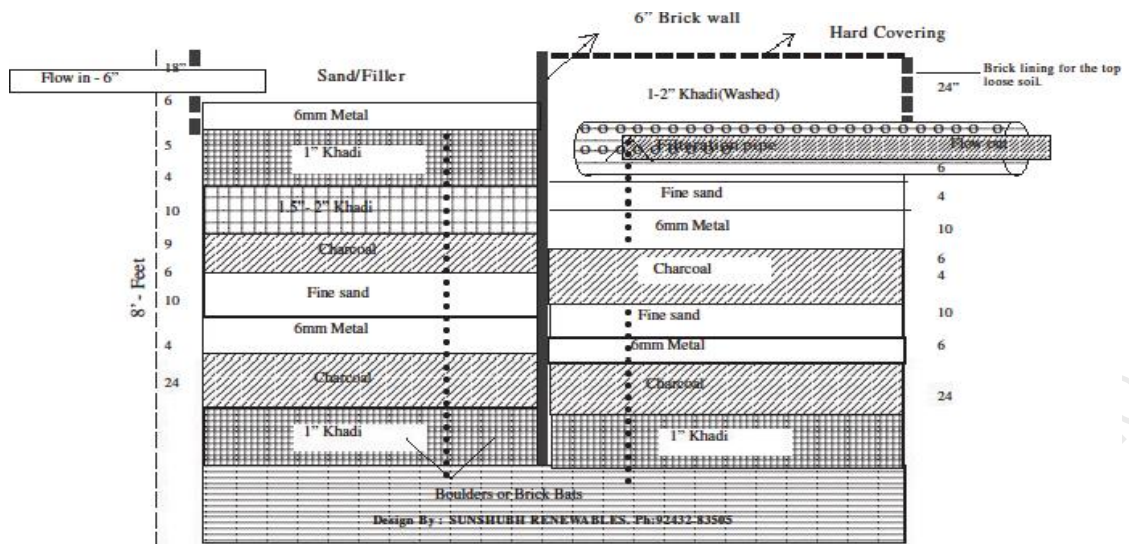 6” Brick wall
Hard Covering
18”
Flow in - 6”
Sand/Filler
Brick lining for the top
loose soil.
24”
1-2” Khadi(Washed)
6
6mm Metal
5
1” Khadi
Filteration pipe
Flow out
6
4
Fine sand
4
1.5”- 2” Khadi
10
6mm Metal
10
9
Charcoal
6
Charcoal
4
6
8’ - Feet
10
Fine sand
Fine sand
10
6mm Metal
4
6mm Metal
6
24
Charcoal
Charcoal
24
1” Khadi
1” Khadi
Boulders or Brick Bats
Design By : SUNSHUBH RENEWABLES. Ph:92432-83505